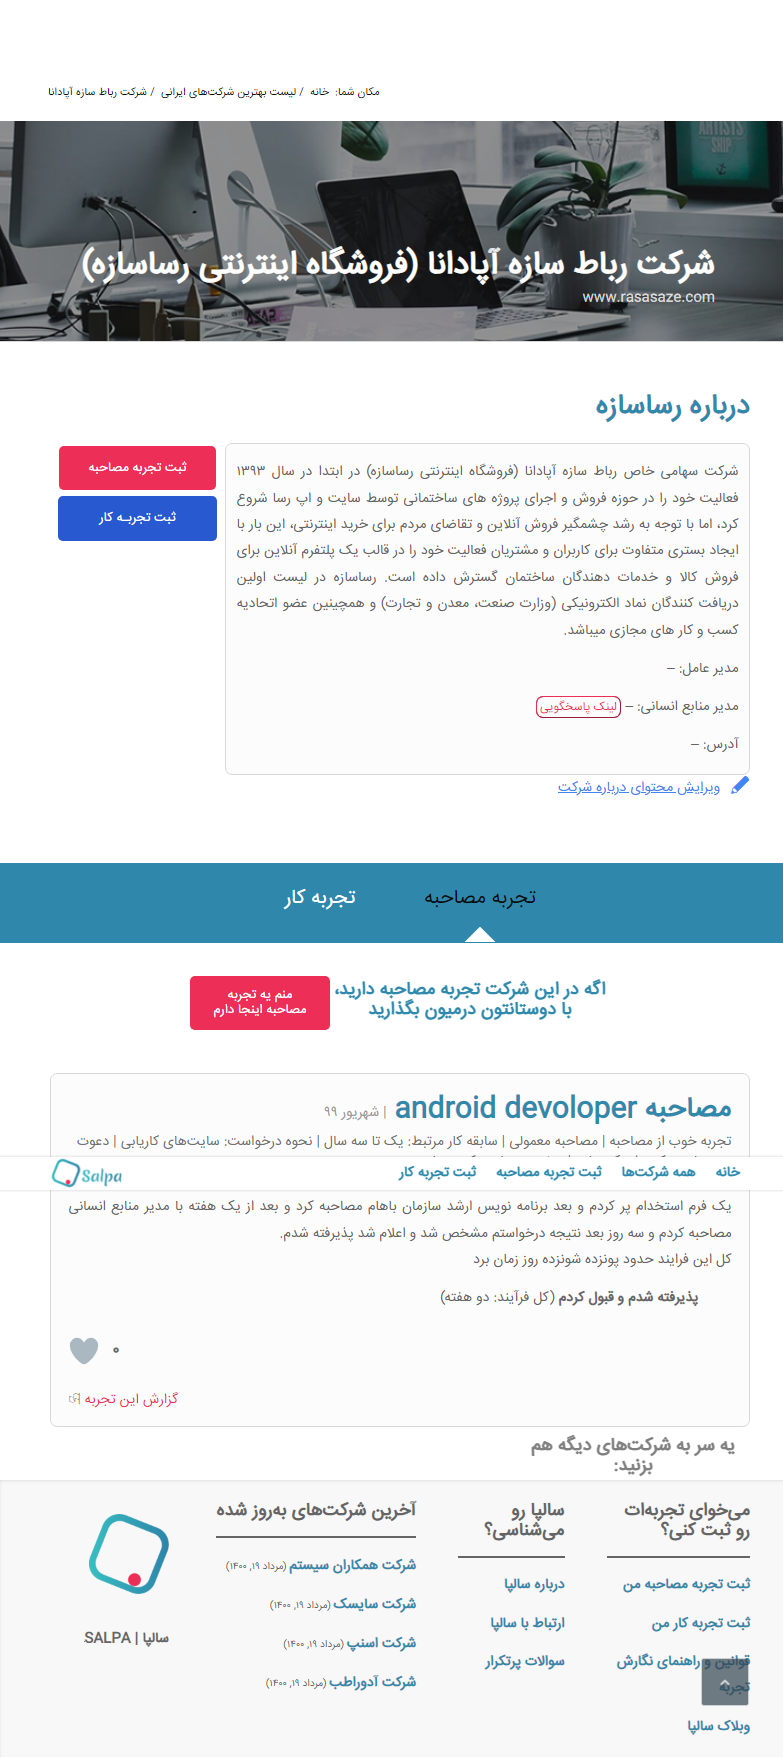 مکان شما: خانه / لیست بهترین شرکت‌های ایرانی / شرکت رباط سازه آپادانا
ARTISTS
SHIP
شرکت رباط سازه آپادانا (فروشگاه اینترنتی رساسازه)
www.rasasaze.com
درباره رساسازه
شرکت سهامی خاص رباط سازه آپادانا (فروشگاه اینترنتی رساسازه) در ابتدا در سال ۱۳۹۳
فعالیت خود را در حوزه فروش و اجرای پروژه های ساختمانی توسط سایت و اپ رسا شروع
کرد، اما با توجه به رشد چشمگیر فروش آنلاین و تقاضای مردم برای خرید اینترنتی، این بار با
ایجاد بستری متفاوت برای کاربران و مشتریان فعالیت خود را در قالب یک پلتفرم آنلاین برای
فروش کالا و خدمات دهندگان ساختمان گسترش داده است. رساسازه در لیست اولین
دریافت کنندگان نماد الکترونیکی (وزارت صنعت، معدن و تجارت) و همچینین عضو اتحادیه
کسب و کار های مجازی میباشد.
مدیر عامل: –
مدیر منابع انسانی: – لینک پاسخگویی
آدرس: –
ویرایش محتوای درباره شرکت
ثبت تجربه مصاحبه
ثبت تجربـه کار
تجربه مصاحبه
تجربه کار
اگه در این شرکت تجربه مصاحبه دارید،
با دوستانتون درمیون بگذارید
منم یه تجربه
مصاحبه اینجا دارم
مصاحبه android devoloper | شهریور ۹۹
تجربه خوب از مصاحبه | مصاحبه معمولی | سابقه کار مرتبط: یک تا سه سال | نحوه درخواست: سایت‌های کاریابی | دعوت
خانه
همه شرکت‌ها
ثبت تجربه مصاحبه
ثبت تجربه کار
Salpa
یک فرم استخدام پر کردم و بعد برنامه نویس ارشد سازمان باهام مصاحبه کرد و بعد از یک هفته با مدیر منابع انسانی
مصاحبه کردم و سه روز بعد نتیجه درخواستم مشخص شد و اعلام شد پذیرفته شدم.
کل این فرایند حدود پونزده شونزده روز زمان برد
پذیرفته شدم و قبول کردم (کل فرآیند: دو هفته)
۰
گزارش این تجربه
یه سر به شرکت‌های دیگه هم
بزنید:
می‌خوای تجربه‌ات
رو ثبت کنی؟
ثبت تجربه مصاحبه من
ثبت تجربه کار من
قوانین و راهنمای نگارش
تجربه
وبلاگ سالپا
سالپا رو
می‌شناسی؟
درباره سالپا
ارتباط با سالپا
سوالات پرتکرار
آخرین شرکت‌های به‌روز شده
شرکت همکاران سیستم (مرداد ۱۹, ۱۴۰۰)
شرکت سایسک (مرداد ۱۹, ۱۴۰۰)
شرکت اسنپ (مرداد ۱۹, ۱۴۰۰)
شرکت آدوراطب (مرداد ۱۹, ۱۴۰۰)
سالپا | SALPA